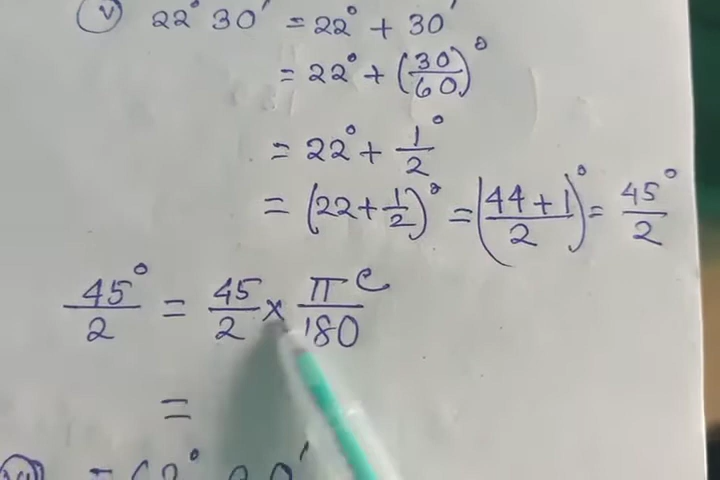 (v) 22° 30' = 22° + 30'
= 22° + (30/60)°
= 22° + 1/2°
= (22 + 1/2)° = (44 + 1/2)° = 45°/2
45°/2 = 45/2 × π^c/180
=